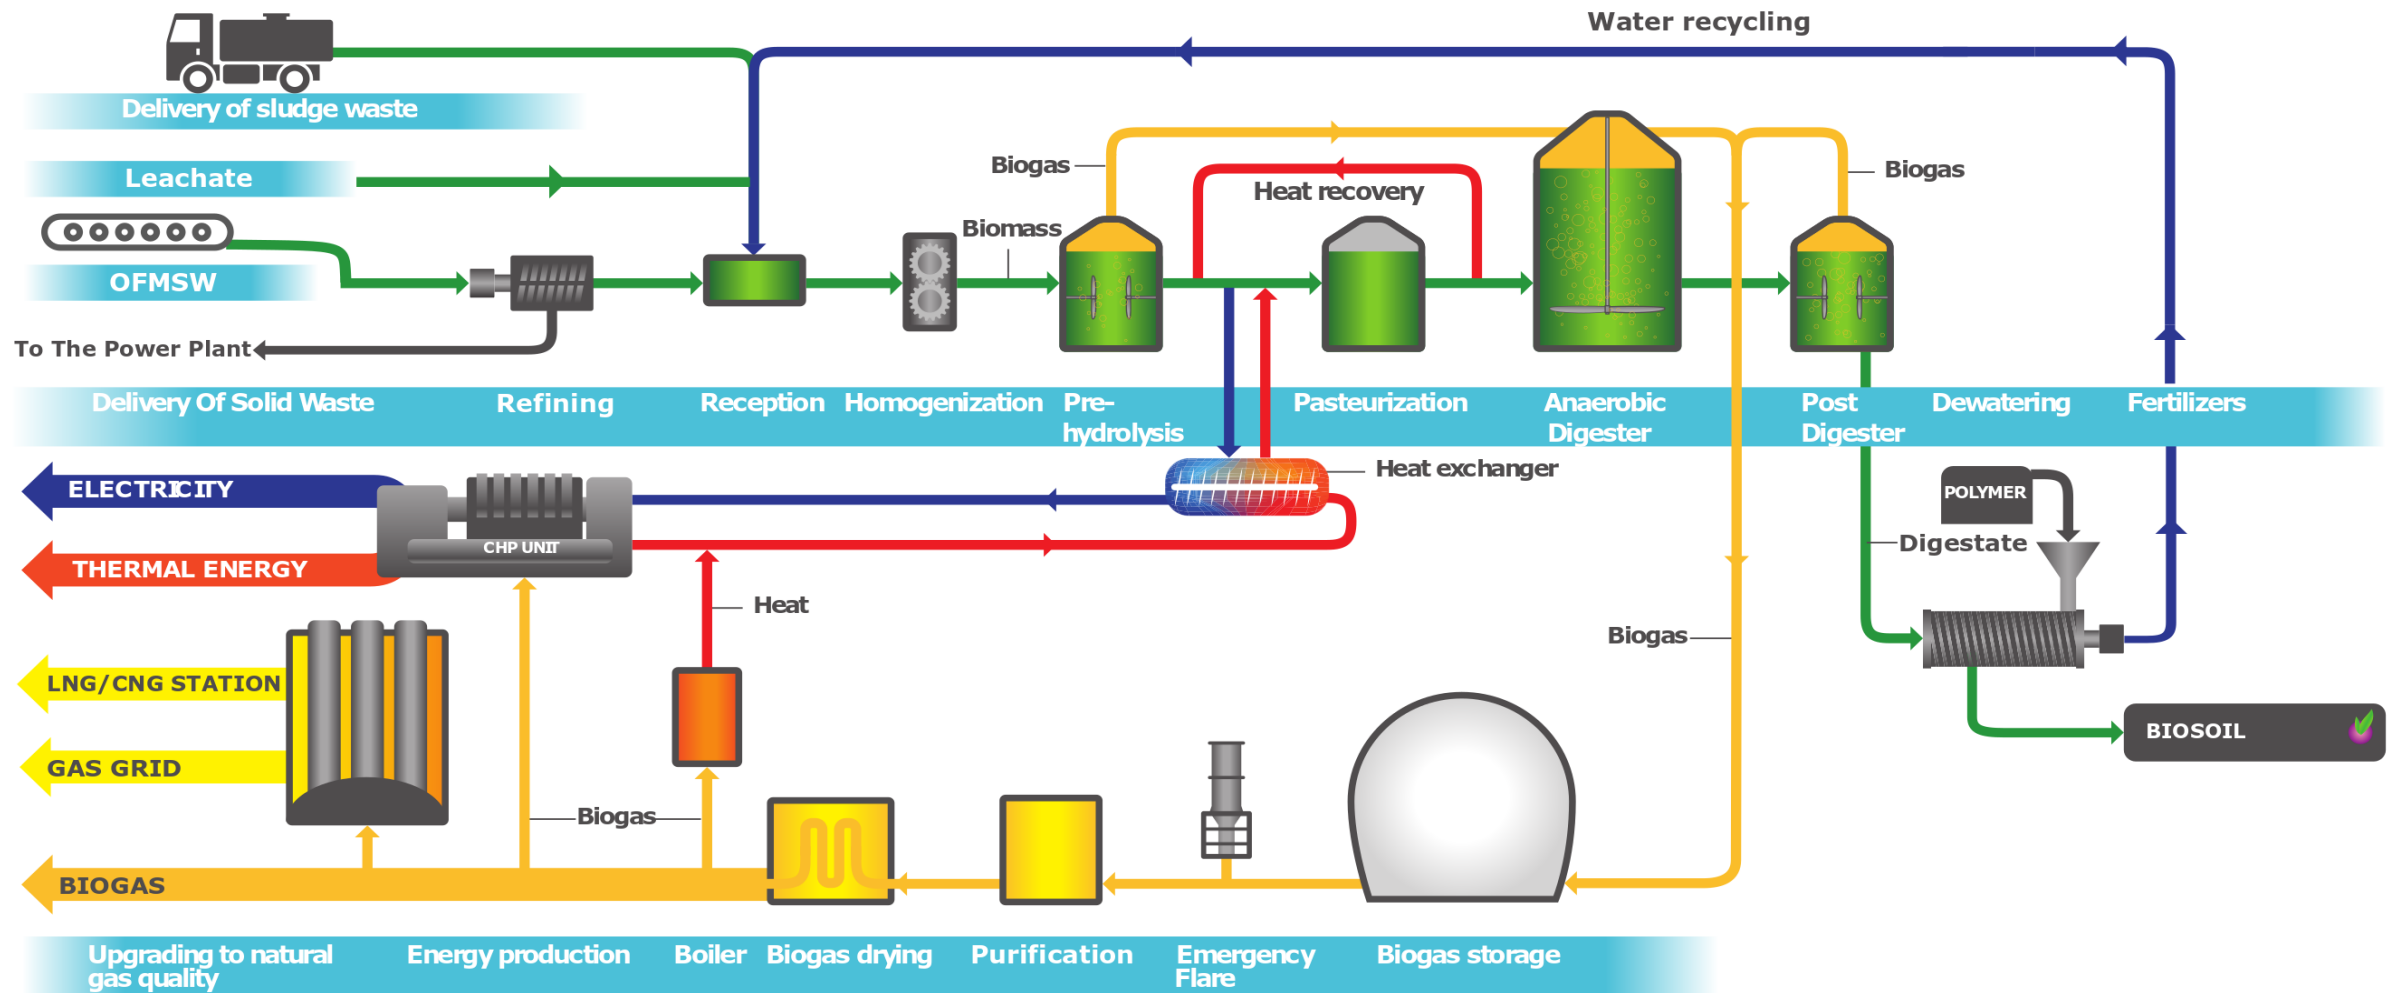 Water recycling
Delivery of sludge waste
Leachate
OFMSW
To The Power Plant
Biomass
Biogas
Heat recovery
Biogas
Delivery Of Solid Waste
Refining
Reception
Homogenization
Pre-
hydrolysis
Pasteurization
Anaerobic
Digester
Post
Digester
Dewatering
Fertilizers
ELECTRICITY
THERMAL ENERGY
CHP UNIT
Heat exchanger
POLYMER
Digestate
Heat
Biogas
LNG/CNG STATION
GAS GRID
BIOSOIL
Biogas
BIOGAS
Upgrading to natural
gas quality
Energy production
Boiler
Biogas drying
Purification
Emergency
Flare
Biogas storage